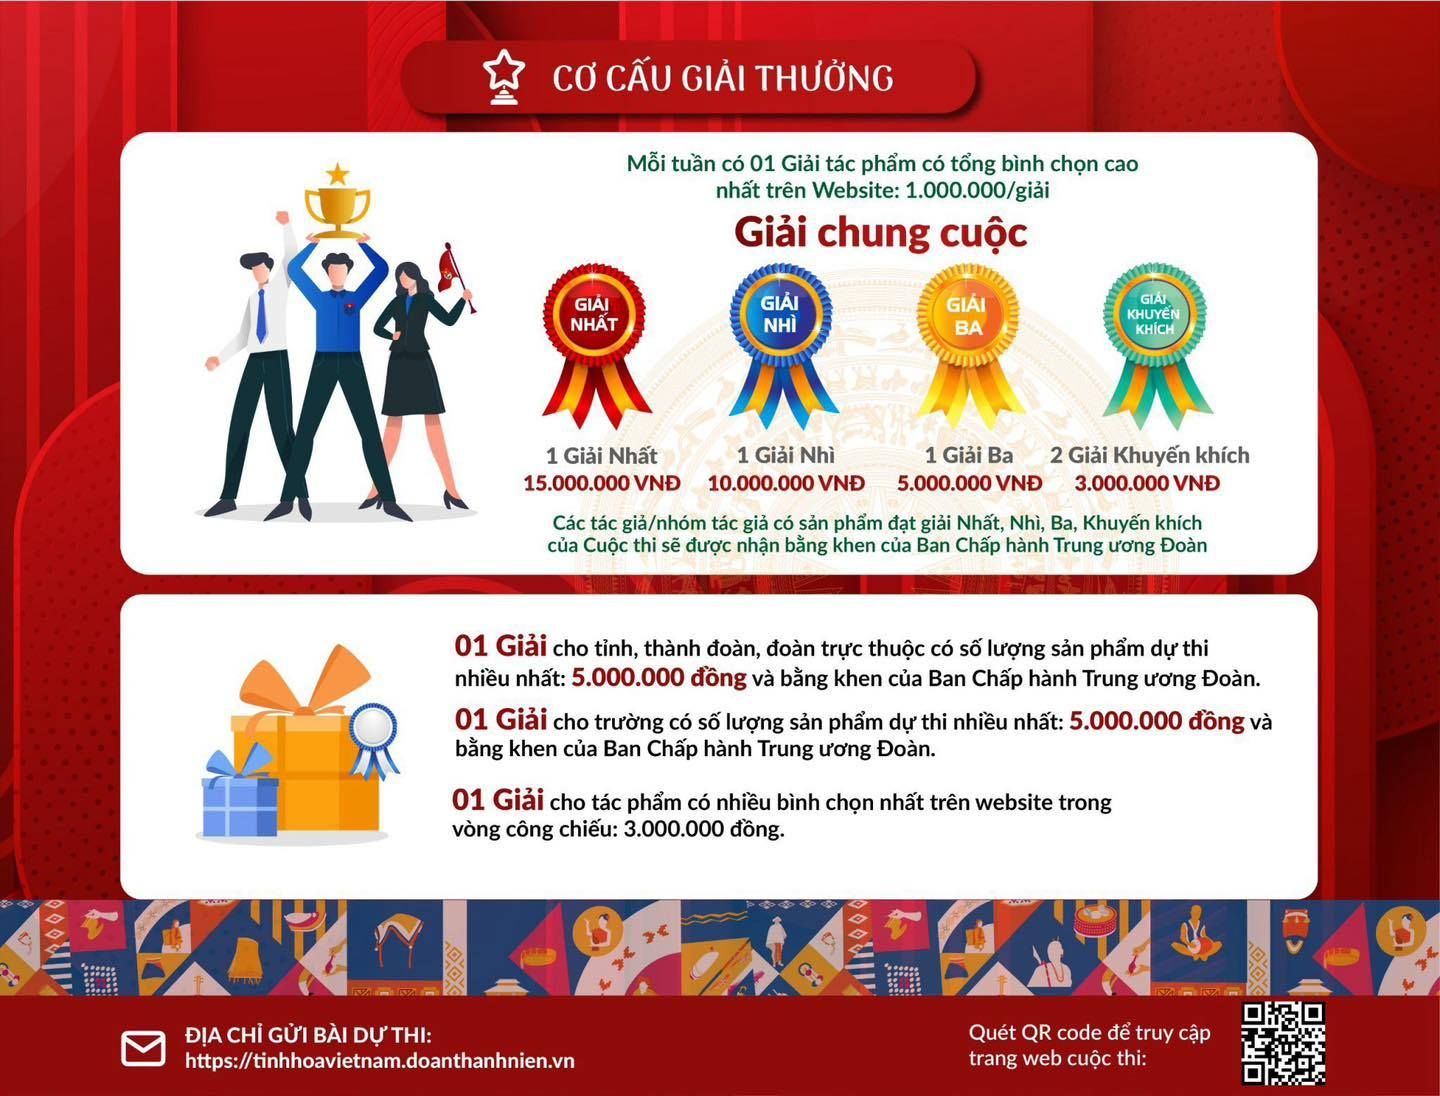 CƠ CẤU GIẢI THƯỞNG
Mỗi tuần có 01 Giải tác phẩm có tổng bình chọn cao
nhất trên Website: 1.000.000/giải
Giải chung cuộc
GIẢI
NHẤT
GIẢI
NHÌ
GIẢI
BA
GIẢI
KHUYẾN
KHÍCH
1 Giải Nhất
15.000.000 VNĐ
1 Giải Nhì
10.000.000 VNĐ
1 Giải Ba
5.000.000 VNĐ
2 Giải Khuyến khích
3.000.000 VNĐ
Các tác giả/nhóm tác giả có sản phẩm đạt giải Nhất, Nhì, Ba, Khuyến khích
của Cuộc thi sẽ được nhận bằng khen của Ban Chấp hành Trung ương Đoàn
01 Giải cho tỉnh, thành đoàn, đoàn trực thuộc có số lượng sản phẩm dự thi
nhiều nhất: 5.000.000 đồng và bằng khen của Ban Chấp hành Trung ương Đoàn.
01 Giải cho trường có số lượng sản phẩm dự thi nhiều nhất: 5.000.000 đồng và
bằng khen của Ban Chấp hành Trung ương Đoàn.
01 Giải cho tác phẩm có nhiều bình chọn nhất trên website trong
vòng công chiếu: 3.000.000 đồng.
ĐỊA CHỈ GỬI BÀI DỰ THI:
https://tinhhoavietnam.doanthanhnien.vn
Quét QR code để truy cập
trang web cuộc thi: